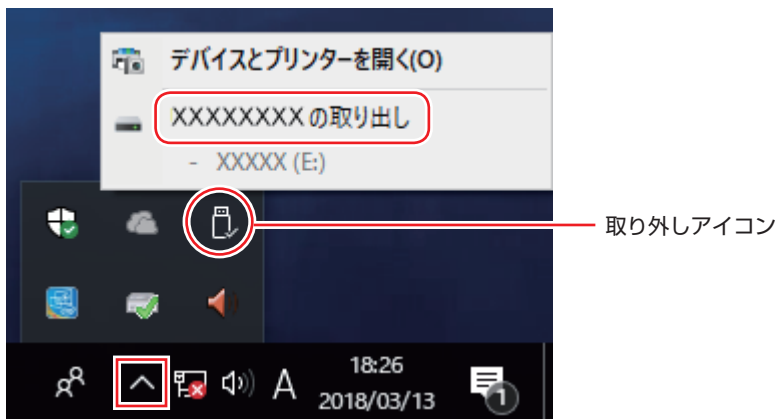 デバイスとプリンターを開く(O)
XXXXXXXX の取り出し
- XXXXX (E:)
取り外しアイコン
A
18:26
2018/03/13
1